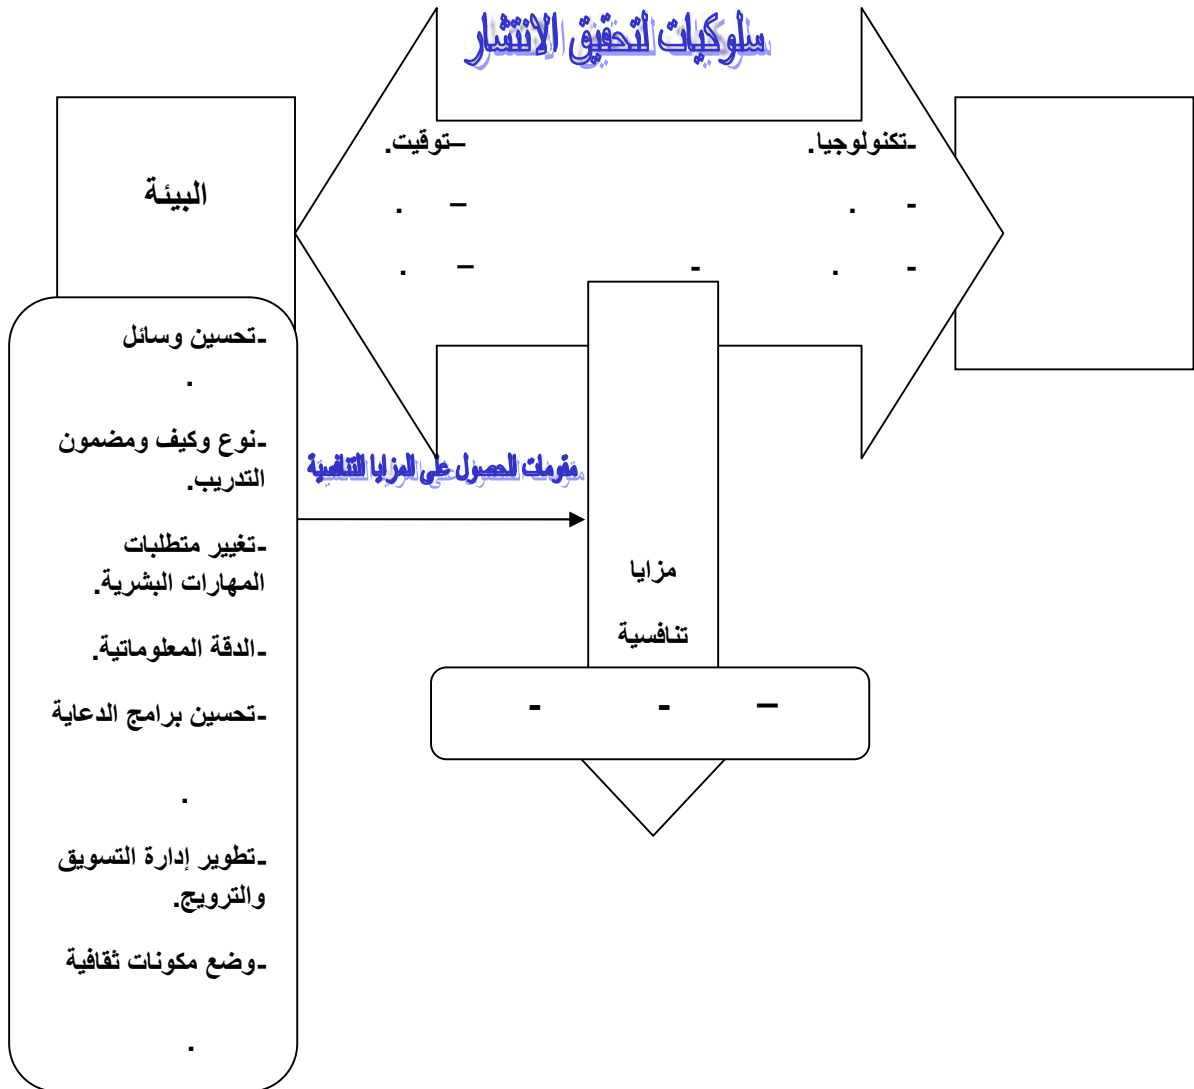 سلوكيات لتحقيق الانتشار
-تكنولوجيا.
–توقيت.
- .
– .
- .
-
– .
البيئة
-تحسين وسائل
.
-نوع وكيف ومضمون
التدريب.
-تغيير متطلبات
المهارات البشرية.
-الدقة المعلوماتية.
-تحسين برامج الدعاية
.
-تطوير إدارة التسويق
والترويج.
-وضع مكونات ثقافية
.
مقومات الحصول على المزايا التنافسية
مزايا
تنافسية
– - -